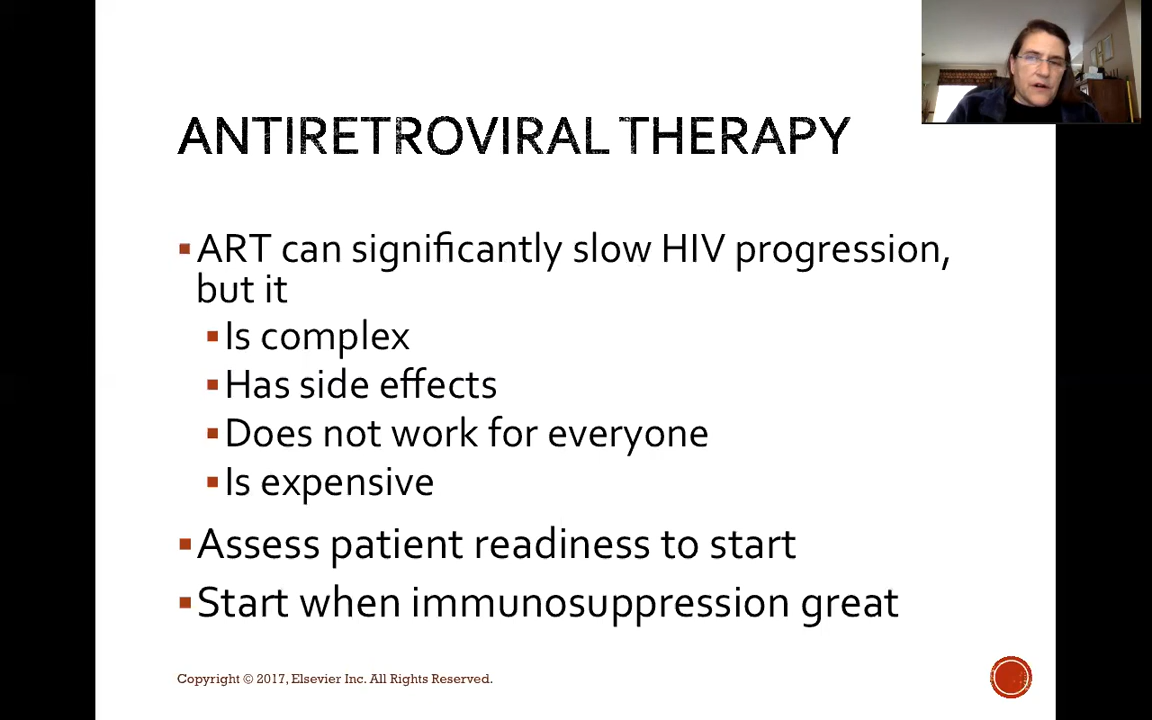 ANTIRETROVIRAL THERAPY
▪ART can significantly slow HIV progression,
but it
▪Is complex
▪Has side effects
▪Does not work for everyone
▪Is expensive
▪Assess patient readiness to start
▪Start when immunosuppression great
Copyright © 2017, Elsevier Inc. All Rights Reserved.